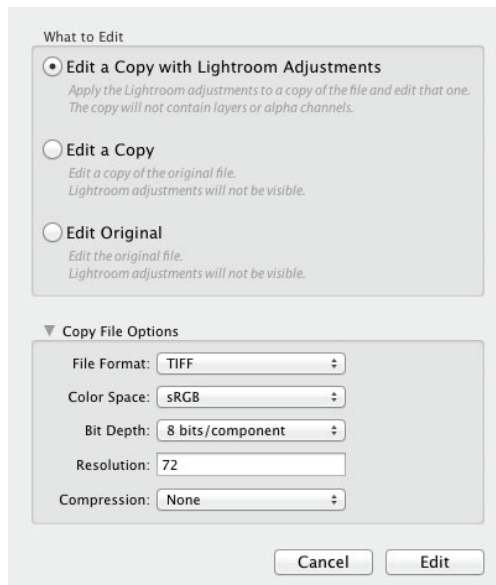 What to Edit
Edit a Copy with Lightroom Adjustments
Apply the Lightroom adjustments to a copy of the file and edit that one.
The copy will not contain layers or alpha channels.
Edit a Copy
Edit a copy of the original file.
Lightroom adjustments will not be visible.
Edit Original
Edit the original file.
Lightroom adjustments will not be visible.
Copy File Options
File Format: TIFF
Color Space: sRGB
Bit Depth: 8 bits/component
Resolution: 72
Compression: None
Cancel Edit